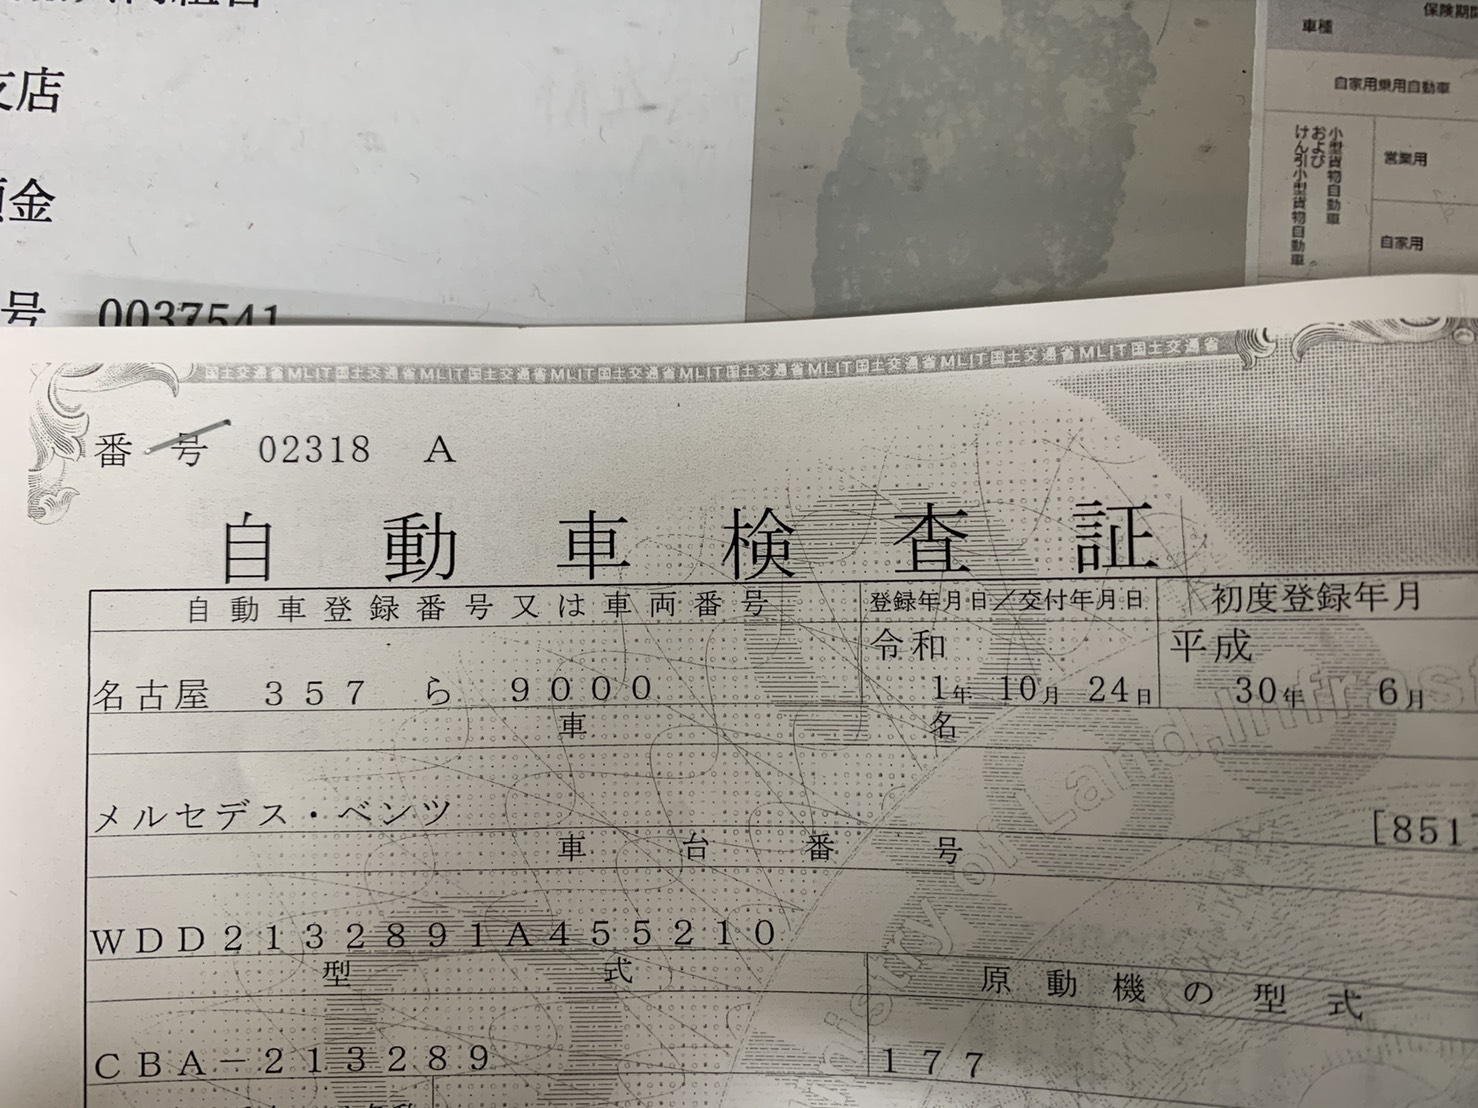 支店
金
号 0037541
保険期間
車種
自家用乗用自動車
小型貨物自動車
および
けん引小型貨物自動車
営業用
自家用
国土交通省MLIT国土交通省MLIT国土交通省MLIT国土交通省MLIT国土交通省MLIT国土交通省MLIT国土交通省MLIT国土交通省
番号 02318 A
自動車検査証
自動車登録番号又は車両番号 登録年月日/交付年月日 初度登録年月
令和 平成
名古屋 357 ら 9000 1年 10月 24日 30年 6月
車名
メルセデス・ベンツ [851]
車台番号
WDD2132891A455210
型式 原動機の型式
CBA-213289 177